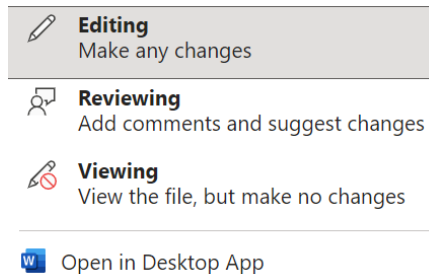 Editing
Make any changes
Reviewing
Add comments and suggest changes
Viewing
View the file, but make no changes
W Open in Desktop App